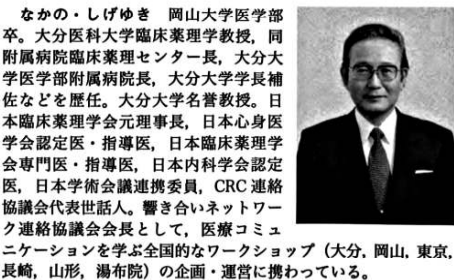 なかの・しげゆき 岡山大学医学部
卒。大分医科大学臨床薬理学教授，同
附属病院臨床薬理センター長，大分大
学医学部附属病院長，大分大学学長補
佐などを歴任。大分大学名誉教授。日
本臨床薬理学会元理事長，日本心身医
学会認定医・指導医，日本臨床薬理学
会専門医・指導医，日本内科学会認定
医，日本学術会議連携委員，CRC連絡
協議会代表世話人。響き合いネットワー
ク連絡協議会会長として，医療コミュ
ニケーションを学ぶ全国的なワークショップ（大分，岡山，東京，
長崎，山形，湯布院）の企画・運営に携わっている。